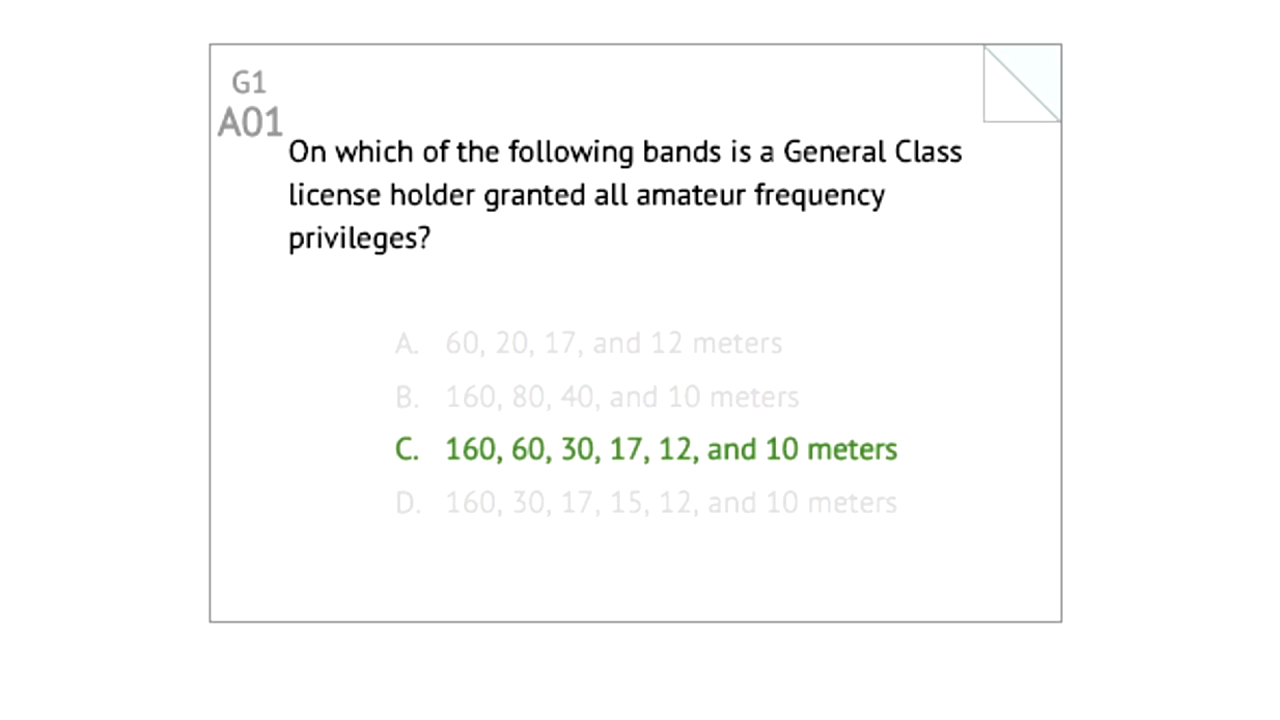 G1
A01
On which of the following bands is a General Class
license holder granted all amateur frequency
privileges?
A. 60, 20, 17, and 12 meters
B. 160, 80, 40, and 10 meters
C. 160, 60, 30, 17, 12, and 10 meters
D. 160, 30, 17, 15, 12, and 10 meters